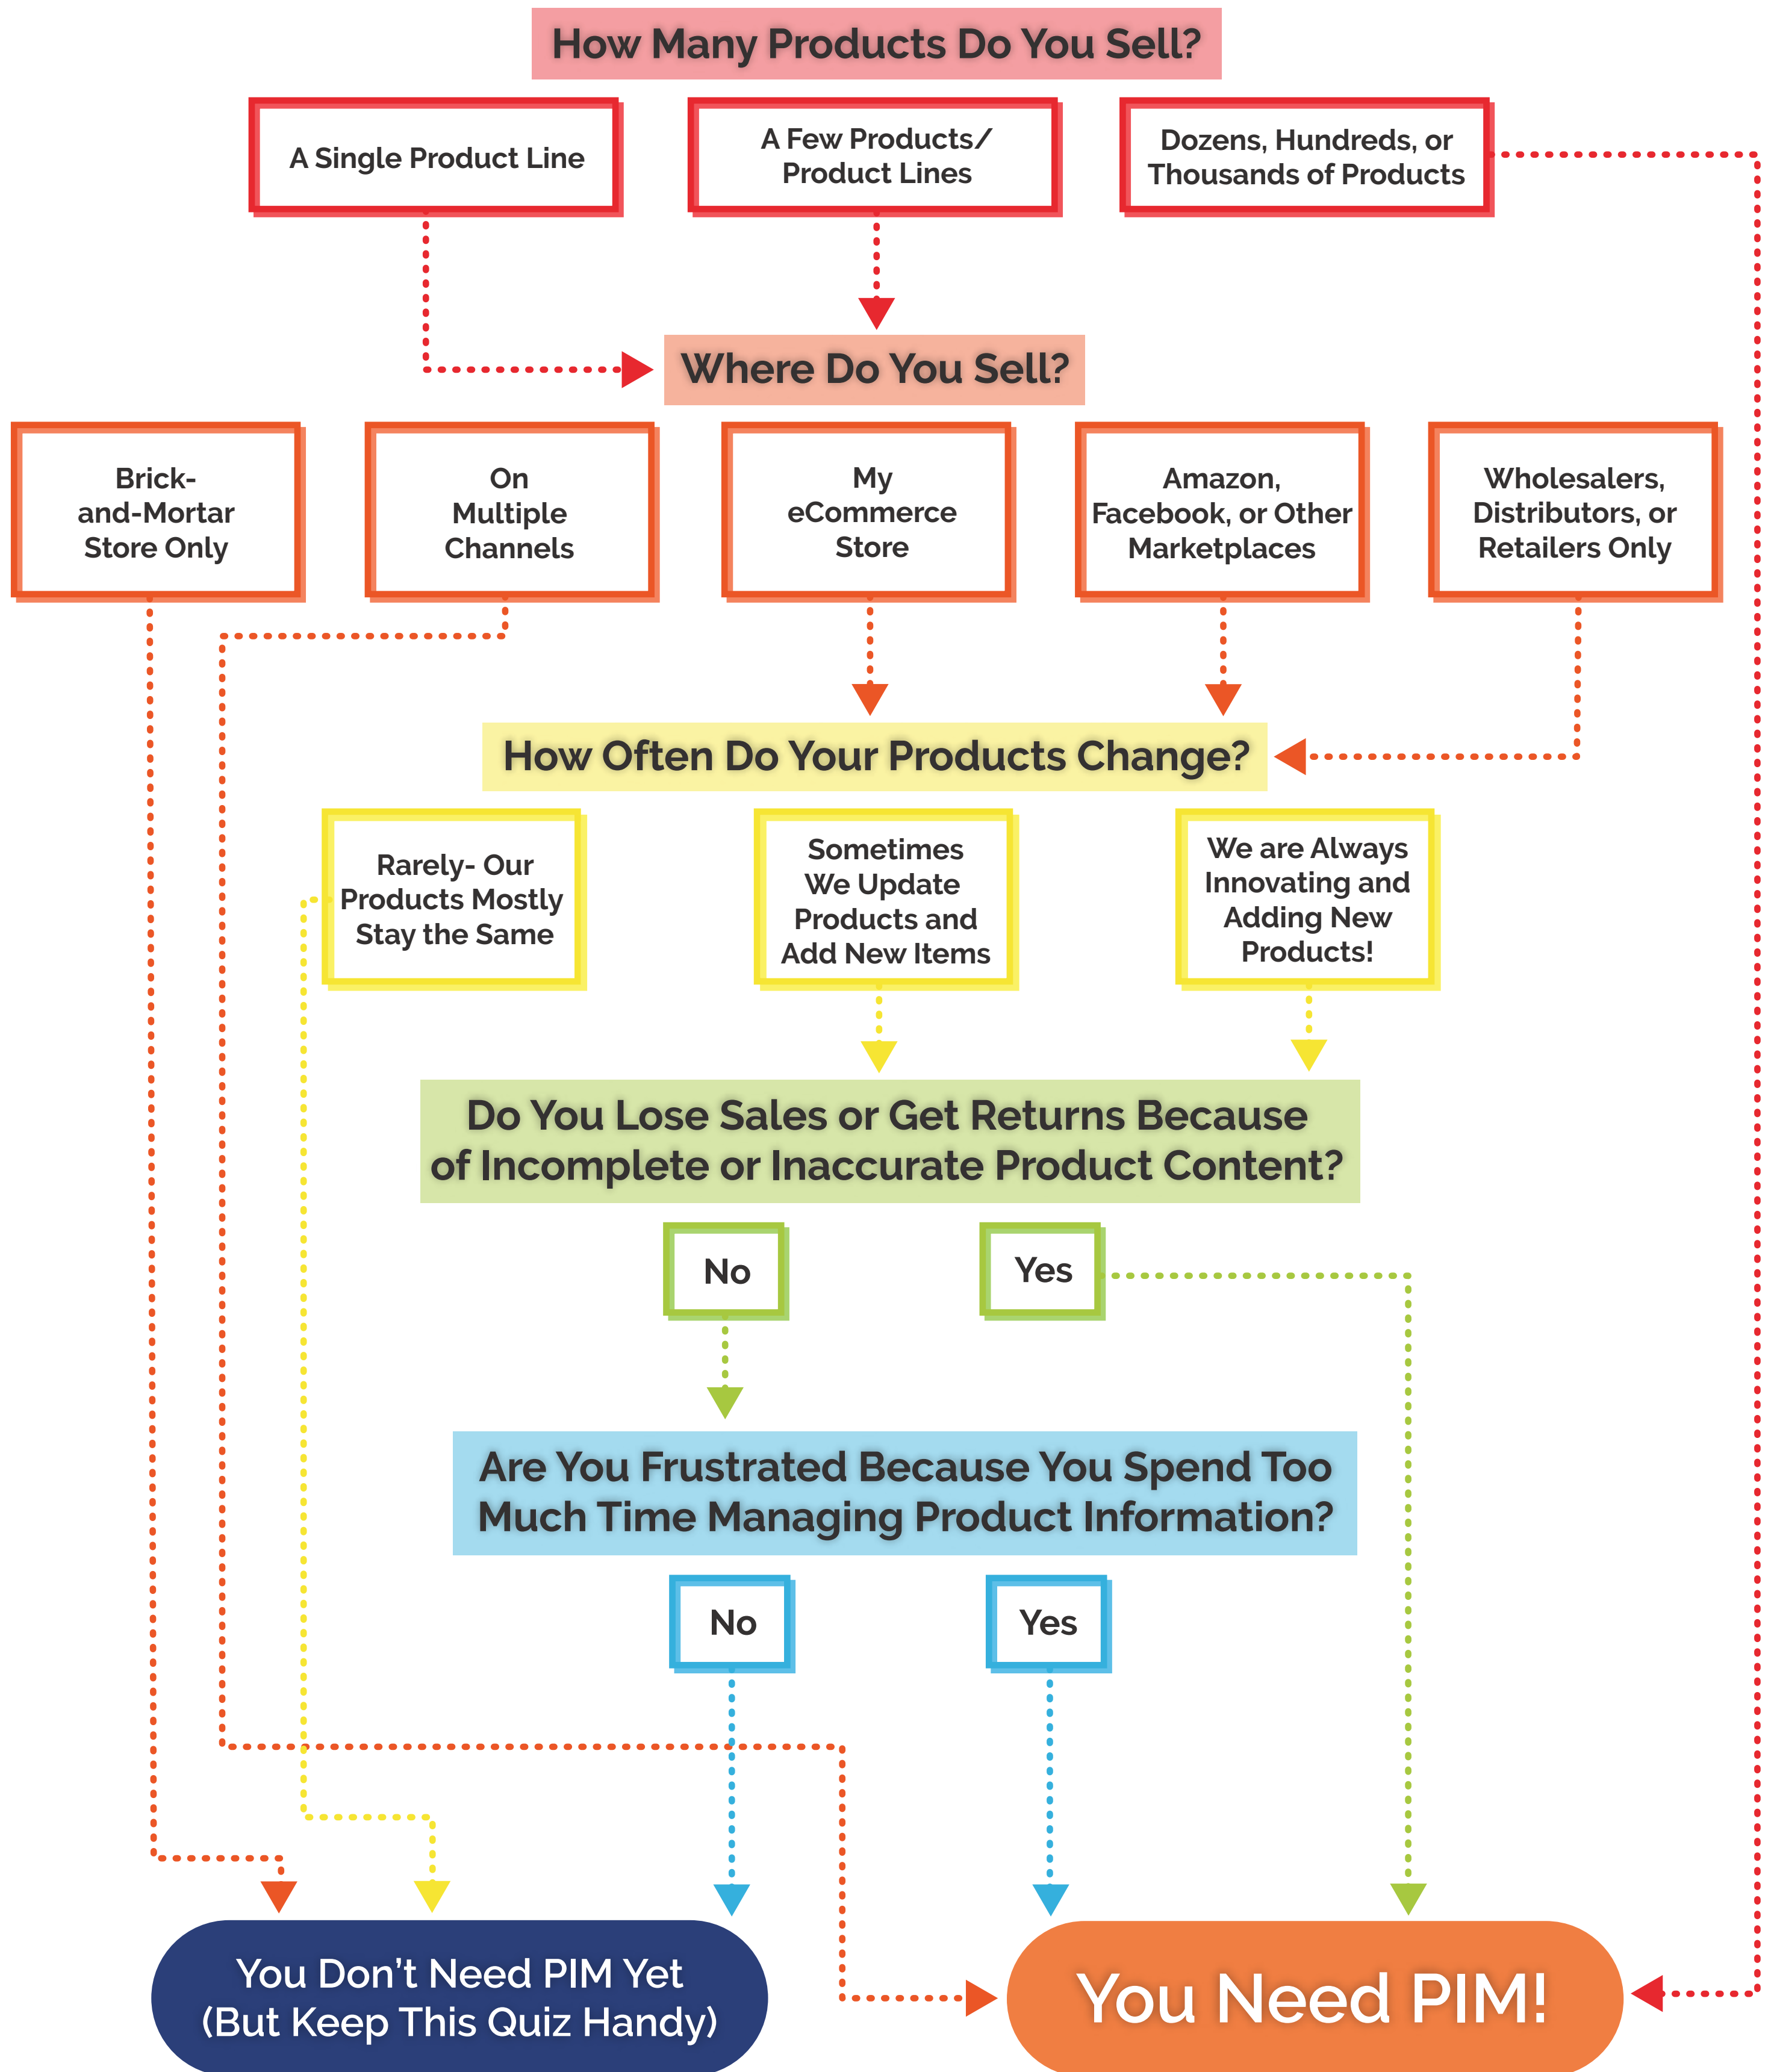 How Many Products Do You Sell?
A Single Product Line
A Few Products/
Product Lines
Dozens, Hundreds, or
Thousands of Products
Where Do You Sell?
Brick-
and-Mortar
Store Only
On
Multiple
Channels
My
eCommerce
Store
Amazon,
Facebook, or Other
Marketplaces
Wholesalers,
Distributors, or
Retailers Only
How Often Do Your Products Change?
Rarely- Our
Products Mostly
Stay the Same
Sometimes
We Update
Products and
Add New Items
We are Always
Innovating and
Adding New
Products!
Do You Lose Sales or Get Returns Because
of Incomplete or Inaccurate Product Content?
No
Yes
Are You Frustrated Because You Spend Too
Much Time Managing Product Information?
No
Yes
You Don't Need PIM Yet
(But Keep This Quiz Handy)
You Need PIM!